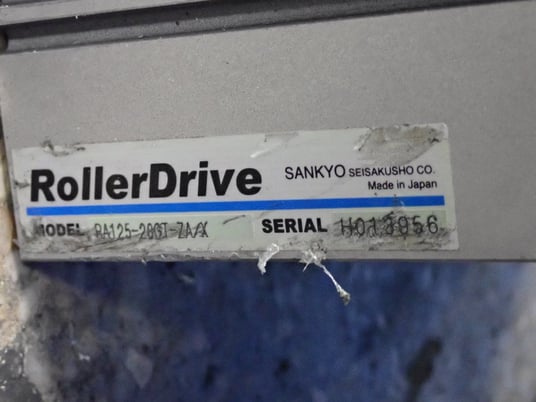 RollerDrive
SANKYO SEISAKUSHO CO.
Made in Japan
MODEL
SERIAL